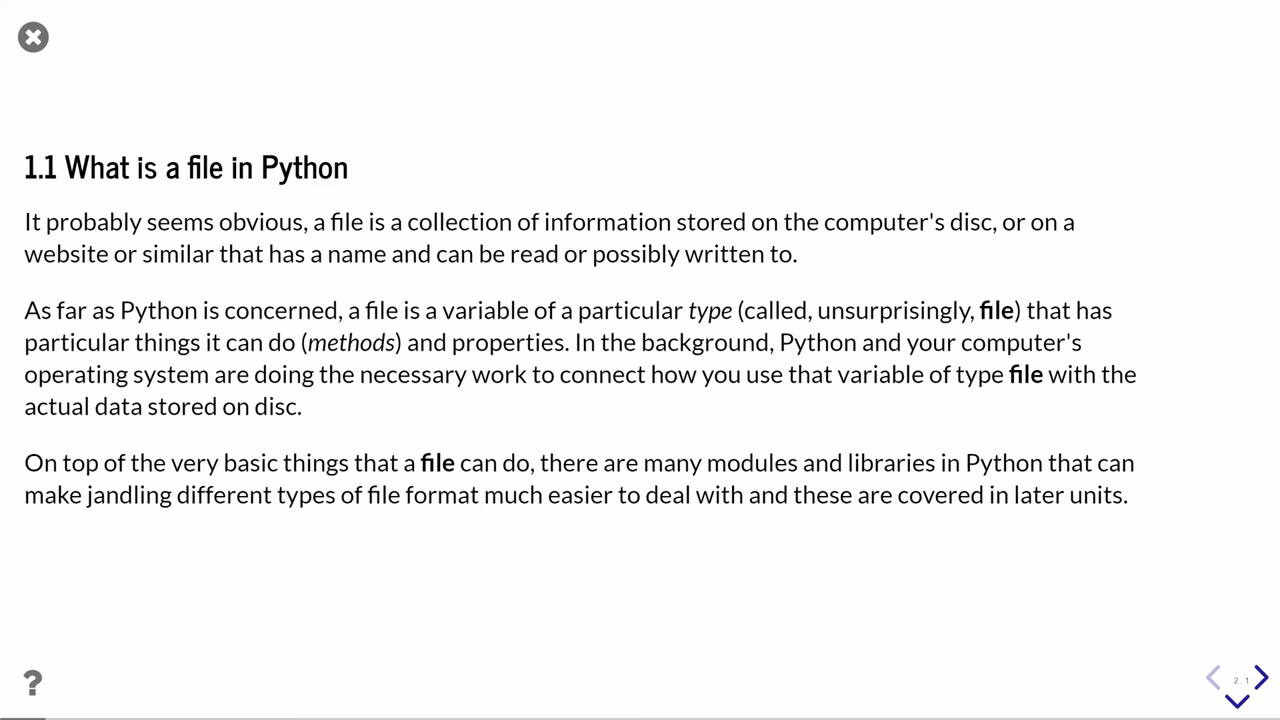 1.1 What is a file in Python
It probably seems obvious, a file is a collection of information stored on the computer's disc, or on a
website or similar that has a name and can be read or possibly written to.
As far as Python is concerned, a file is a variable of a particular type (called, unsurprisingly, file) that has
particular things it can do (methods) and properties. In the background, Python and your computer's
operating system are doing the necessary work to connect how you use that variable of type file with the
actual data stored on disc.
On top of the very basic things that a file can do, there are many modules and libraries in Python that can
make jandling different types of file format much easier to deal with and these are covered in later units.
?
2.1